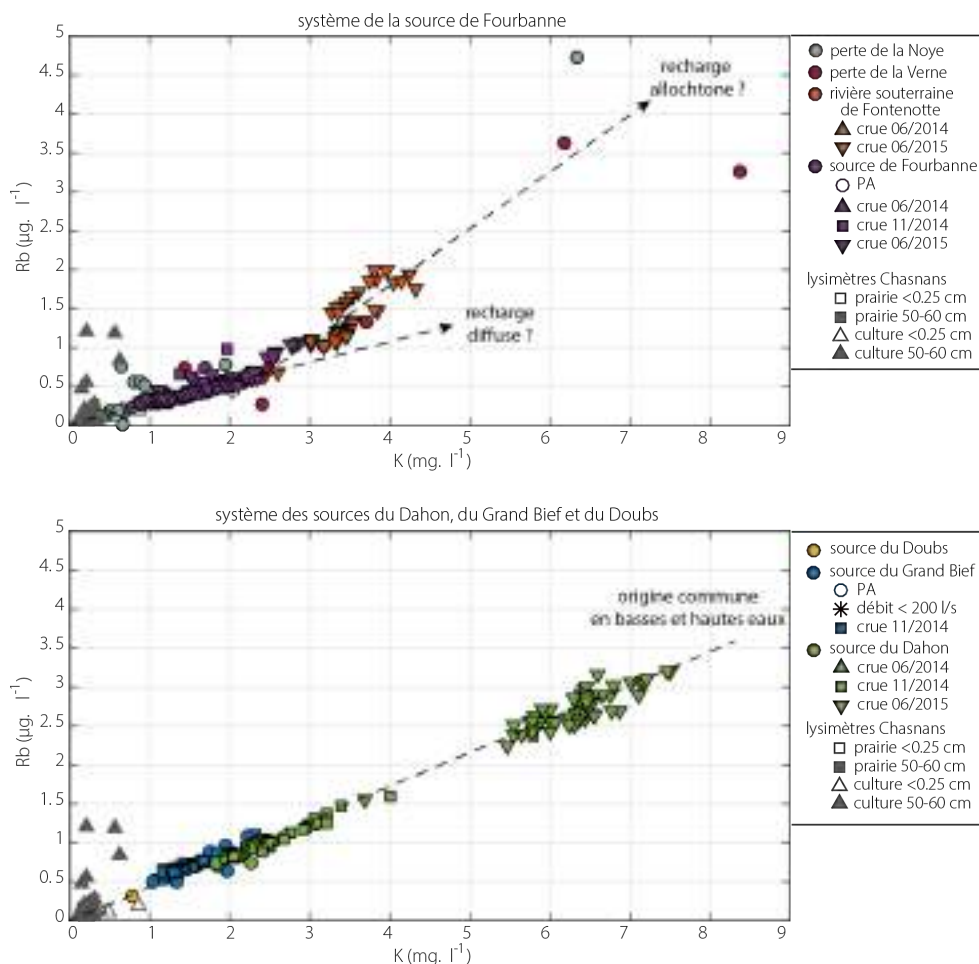 système de la source de Fourbanne
5
4.5
4
3.5
3
2.5
2
1.5
1
0.5
0
Rb (µg. l⁻¹)
recharge
allochtone ?
recharge
diffuse ?
0 1 2 3 4 5 6 7 8 9
K (mg. l⁻¹)
perte de la Noye
perte de la Verne
rivière souterraine
de Fontenotte
crue 06/2014
crue 06/2015
source de Fourbanne
PA
crue 06/2014
crue 11/2014
crue 06/2015
lysimètres Chasnans
prairie <0.25 cm
prairie 50-60 cm
culture <0.25 cm
culture 50-60 cm
système des sources du Dahon, du Grand Bief et du Doubs
5
4.5
4
3.5
3
2.5
2
1.5
1
0.5
0
Rb (µg. l⁻¹)
origine commune
en basses et hautes eaux
0 1 2 3 4 5 6 7 8 9
K (mg. l⁻¹)
source du Doubs
source du Grand Bief
PA
débit < 200 l/s
crue 11/2014
source du Dahon
crue 06/2014
crue 11/2014
crue 06/2015
lysimètres Chasnans
prairie <0.25 cm
prairie 50-60 cm
culture <0.25 cm
culture 50-60 cm